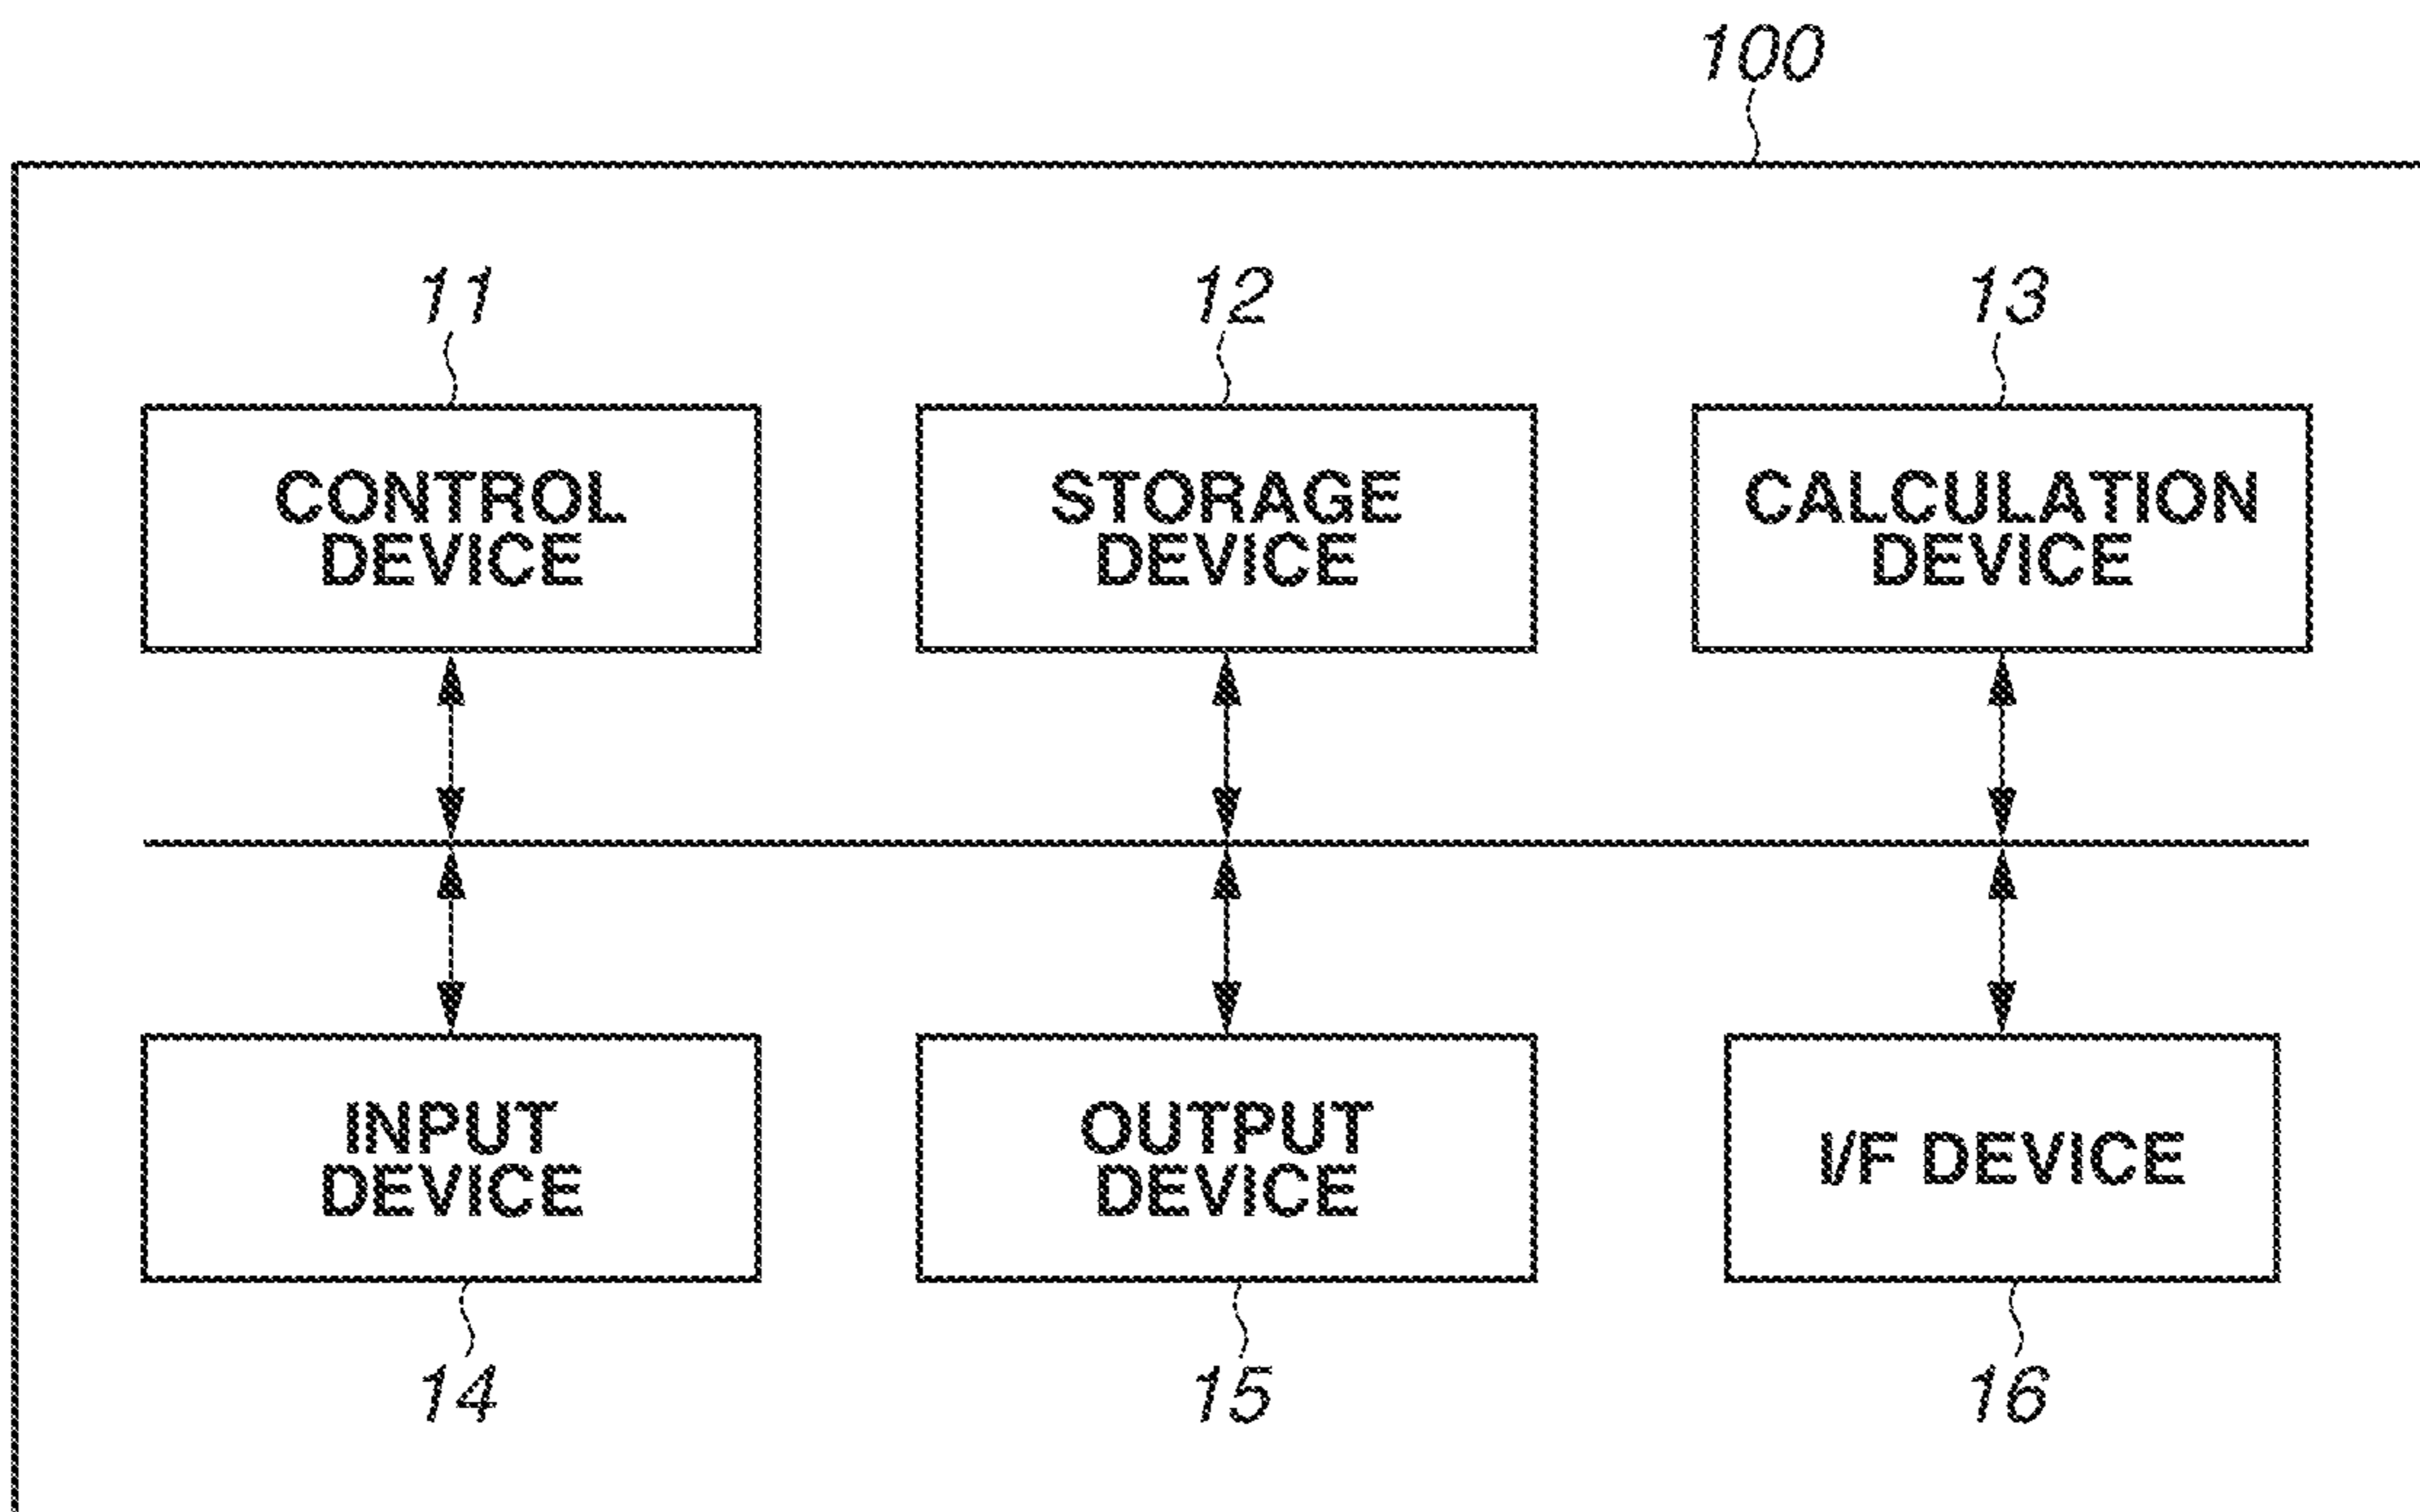 100
11
12
13
CONTROL
DEVICE
STORAGE
DEVICE
CALCULATION
DEVICE
INPUT
DEVICE
OUTPUT
DEVICE
I/F DEVICE
14
15
16